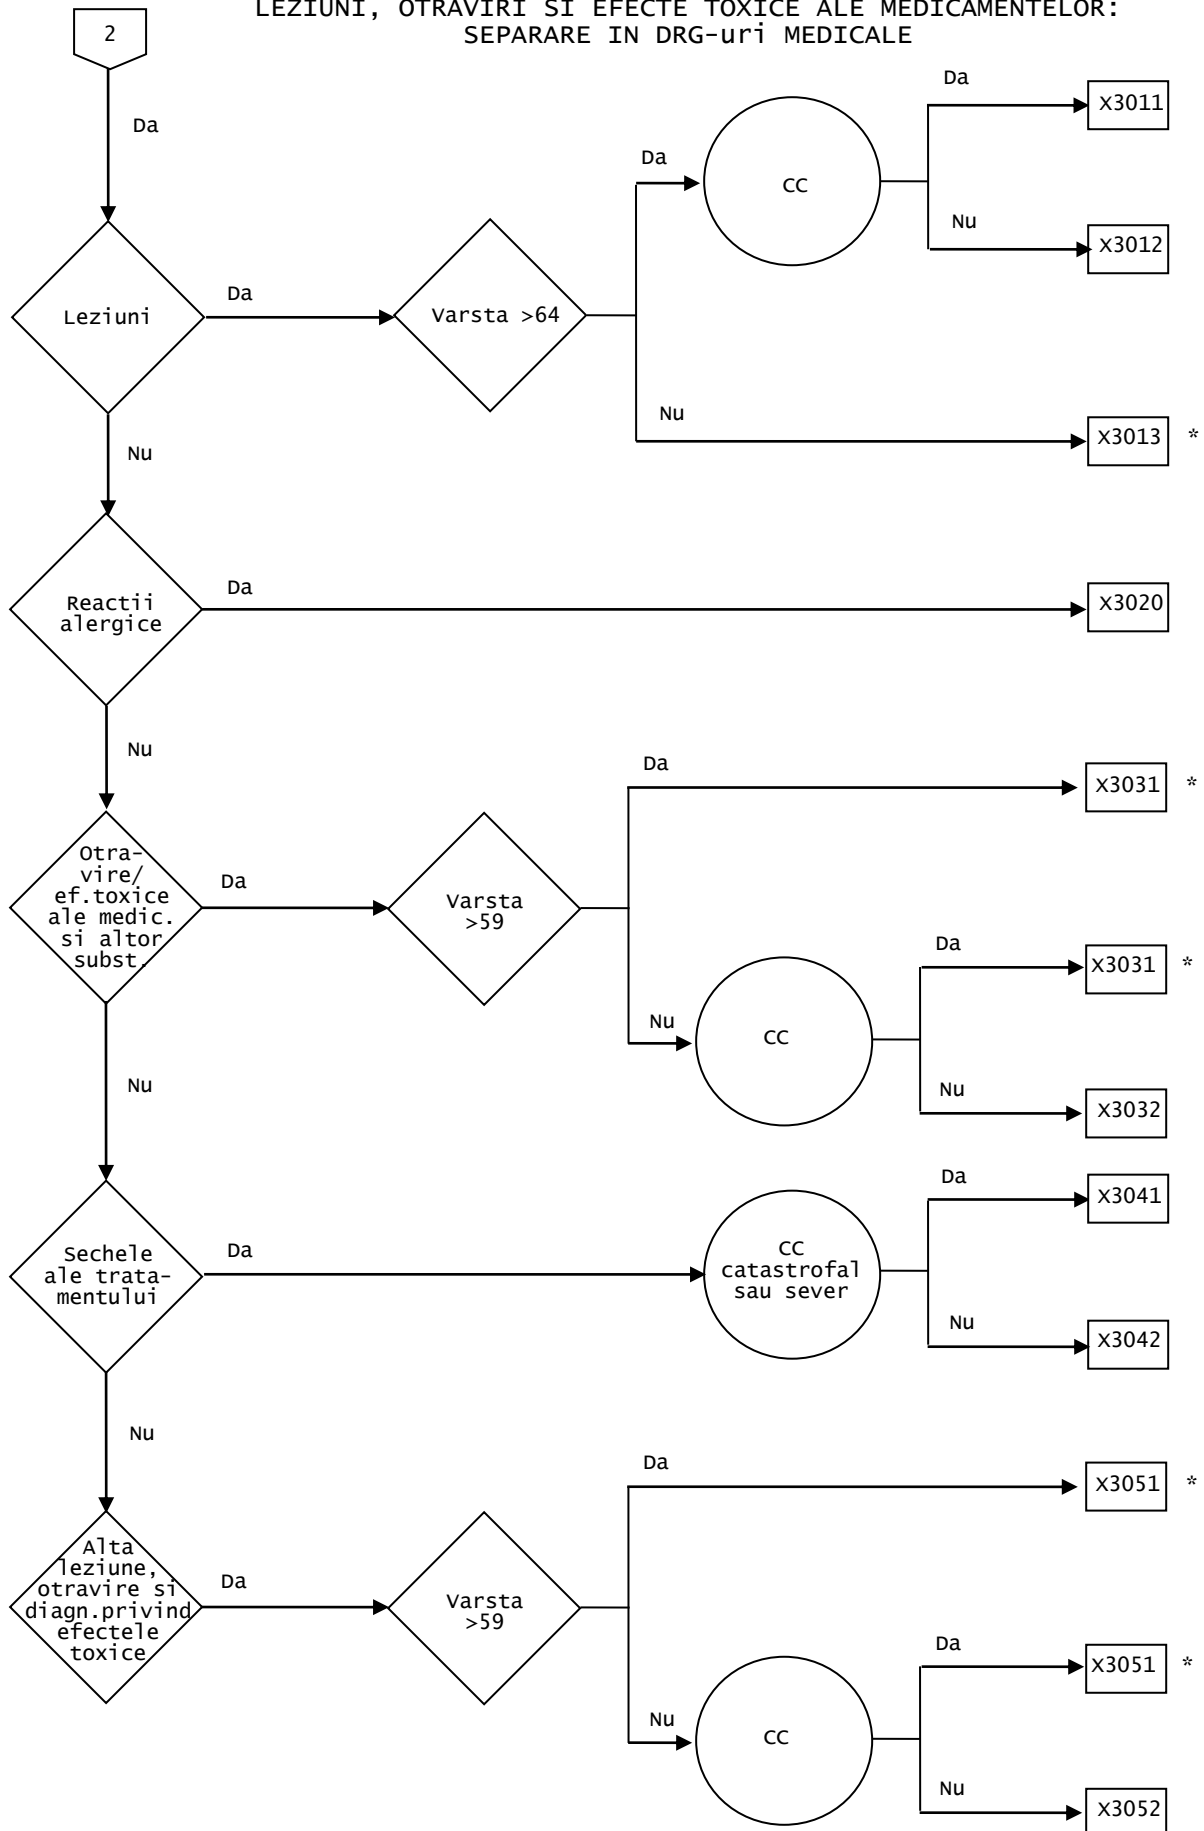 LEZIUNI, OTRAVIRI SI EFECTE TOXICE ALE MEDICAMENTELOR:
SEPARARE IN DRG-uri MEDICALE
2
Da
Leziuni
Da
Varsta >64
Da
CC
Da
X3011
Nu
X3012
Nu
X3013 *
Nu
Reactii
alergice
Da
X3020
Nu
Otra-
vire/
ef.toxice
ale medic.
si altor
subst.
Da
Varsta
>59
Da
X3031 *
Nu
CC
Da
X3031 *
Nu
X3032
Nu
Sechele
ale trata-
mentului
Da
CC
catastrofal
sau sever
Da
X3041
Nu
X3042
Nu
Alta
leziune,
otravire si
diagn.privind
efectele
toxice
Da
Varsta
>59
Da
X3051 *
Nu
CC
Da
X3051 *
Nu
X3052